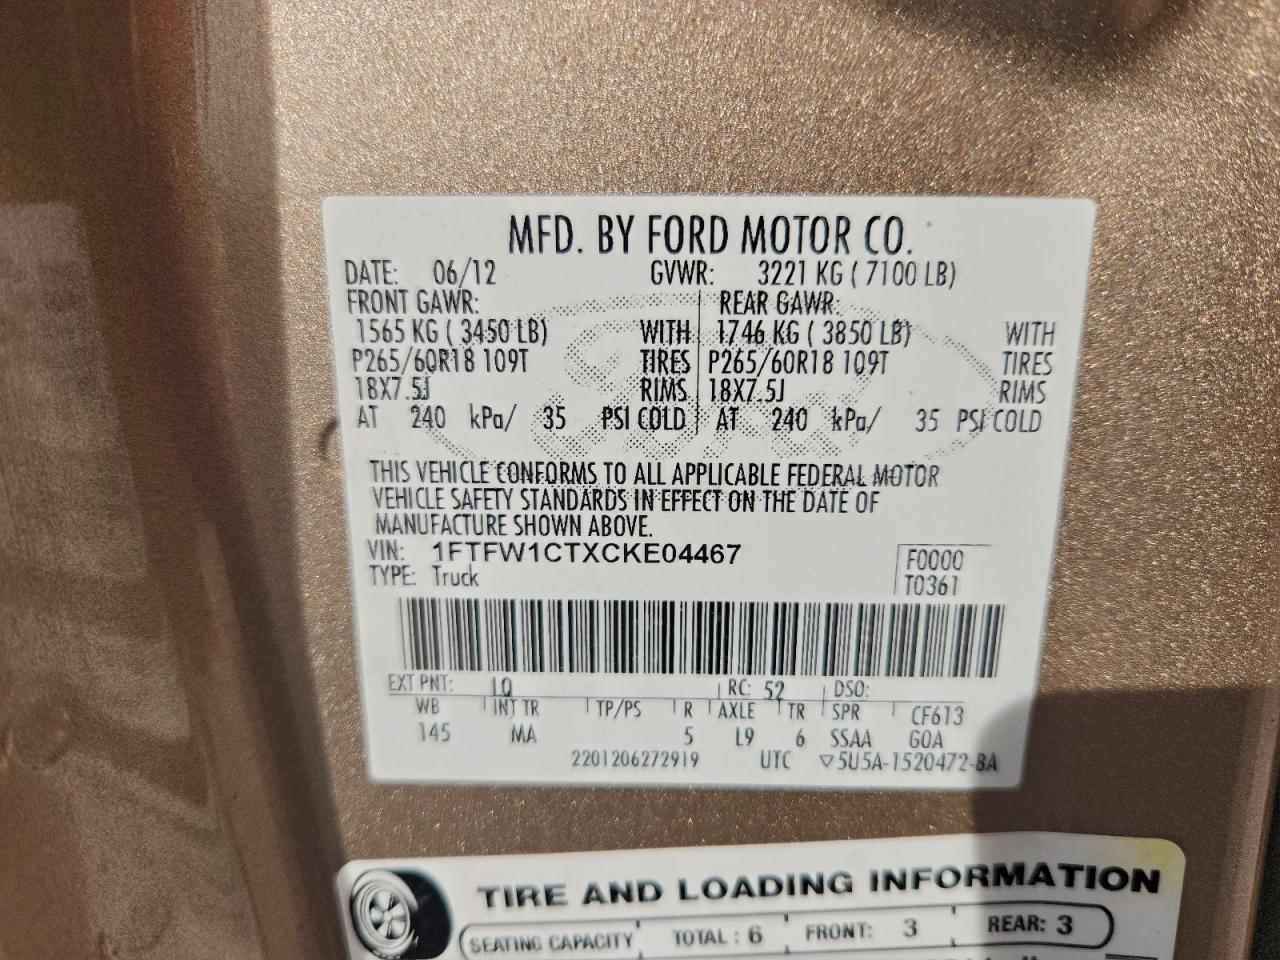 MFD. BY FORD MOTOR CO.
DATE: 06/12 GVWR: 3221 KG ( 7100 LB)
FRONT GAWR: REAR GAWR:
1565 KG ( 3450 LB) WITH 1746 KG ( 3850 LB) WITH
P265/60R18 109T TIRES P265/60R18 109T TIRES
18X7.5J RIMS 18X7.5J RIMS
AT 240 kPa/ 35 PSI COLD AT 240 kPa/ 35 PSI COLD
THIS VEHICLE CONFORMS TO ALL APPLICABLE FEDERAL MOTOR
VEHICLE SAFETY STANDARDS IN EFFECT ON THE DATE OF
MANUFACTURE SHOWN ABOVE.
VIN: 1FTFW1CTXCKE04467 F0000
TYPE: Truck T0361
EXT PNT: LQ RC: 52 DSO:
WB INT TR TP/PS R AXLE TR SPR CF613
145 MA 5 L9 6 SSAA GOA
2201206272919 UTC ▽5U5A-1520472-BA
TIRE AND LOADING INFORMATION
SEATING CAPACITY TOTAL : 6 FRONT: 3 REAR: 3